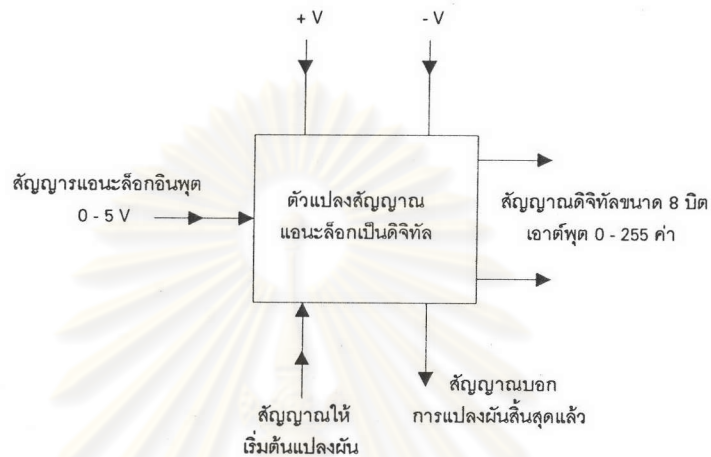 + V
- V
สัญญารแอนะล็อกอินพุต
0 - 5 V
ตัวแปลงสัญญาณ
แอนะล็อกเป็นดิจิทัล
สัญญาณดิจิทัลขนาด 8 บิต
เอาต์พุต 0 - 255 ค่า
สัญญาณให้
เริ่มต้นแปลงผัน
สัญญาณบอก
การแปลงผันสิ้นสุดแล้ว